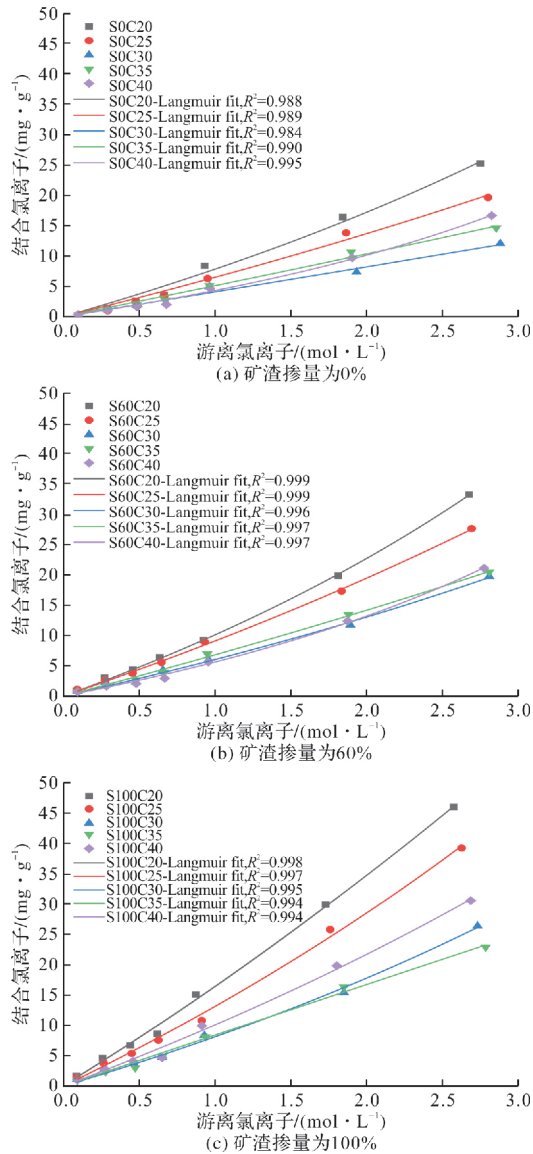 50
45
40
35
30
25
20
15
10
5
0
结合氯离子/(mg·g⁻¹)
S0C20
S0C25
S0C30
S0C35
S0C40
S0C20-Langmuir fit,R²=0.988
S0C25-Langmuir fit,R²=0.989
S0C30-Langmuir fit,R²=0.984
S0C35-Langmuir fit,R²=0.990
S0C40-Langmuir fit,R²=0.995
0.0 0.5 1.0 1.5 2.0 2.5 3.0
游离氯离子/(mol·L⁻¹)
(a) 矿渣掺量为0%
50
45
40
35
30
25
20
15
10
5
0
结合氯离子/(mg·g⁻¹)
S60C20
S60C25
S60C30
S60C35
S60C40
S60C20-Langmuir fit,R²=0.999
S60C25-Langmuir fit,R²=0.999
S60C30-Langmuir fit,R²=0.996
S60C35-Langmuir fit,R²=0.997
S60C40-Langmuir fit,R²=0.997
0.0 0.5 1.0 1.5 2.0 2.5 3.0
游离氯离子/(mol·L⁻¹)
(b) 矿渣掺量为60%
50
45
40
35
30
25
20
15
10
5
0
结合氯离子/(mg·g⁻¹)
S100C20
S100C25
S100C30
S100C35
S100C40
S100C20-Langmuir fit,R²=0.998
S100C25-Langmuir fit,R²=0.997
S100C30-Langmuir fit,R²=0.995
S100C35-Langmuir fit,R²=0.994
S100C40-Langmuir fit,R²=0.994
0.0 0.5 1.0 1.5 2.0 2.5 3.0
游离氯离子/(mol·L⁻¹)
(c) 矿渣掺量为100%